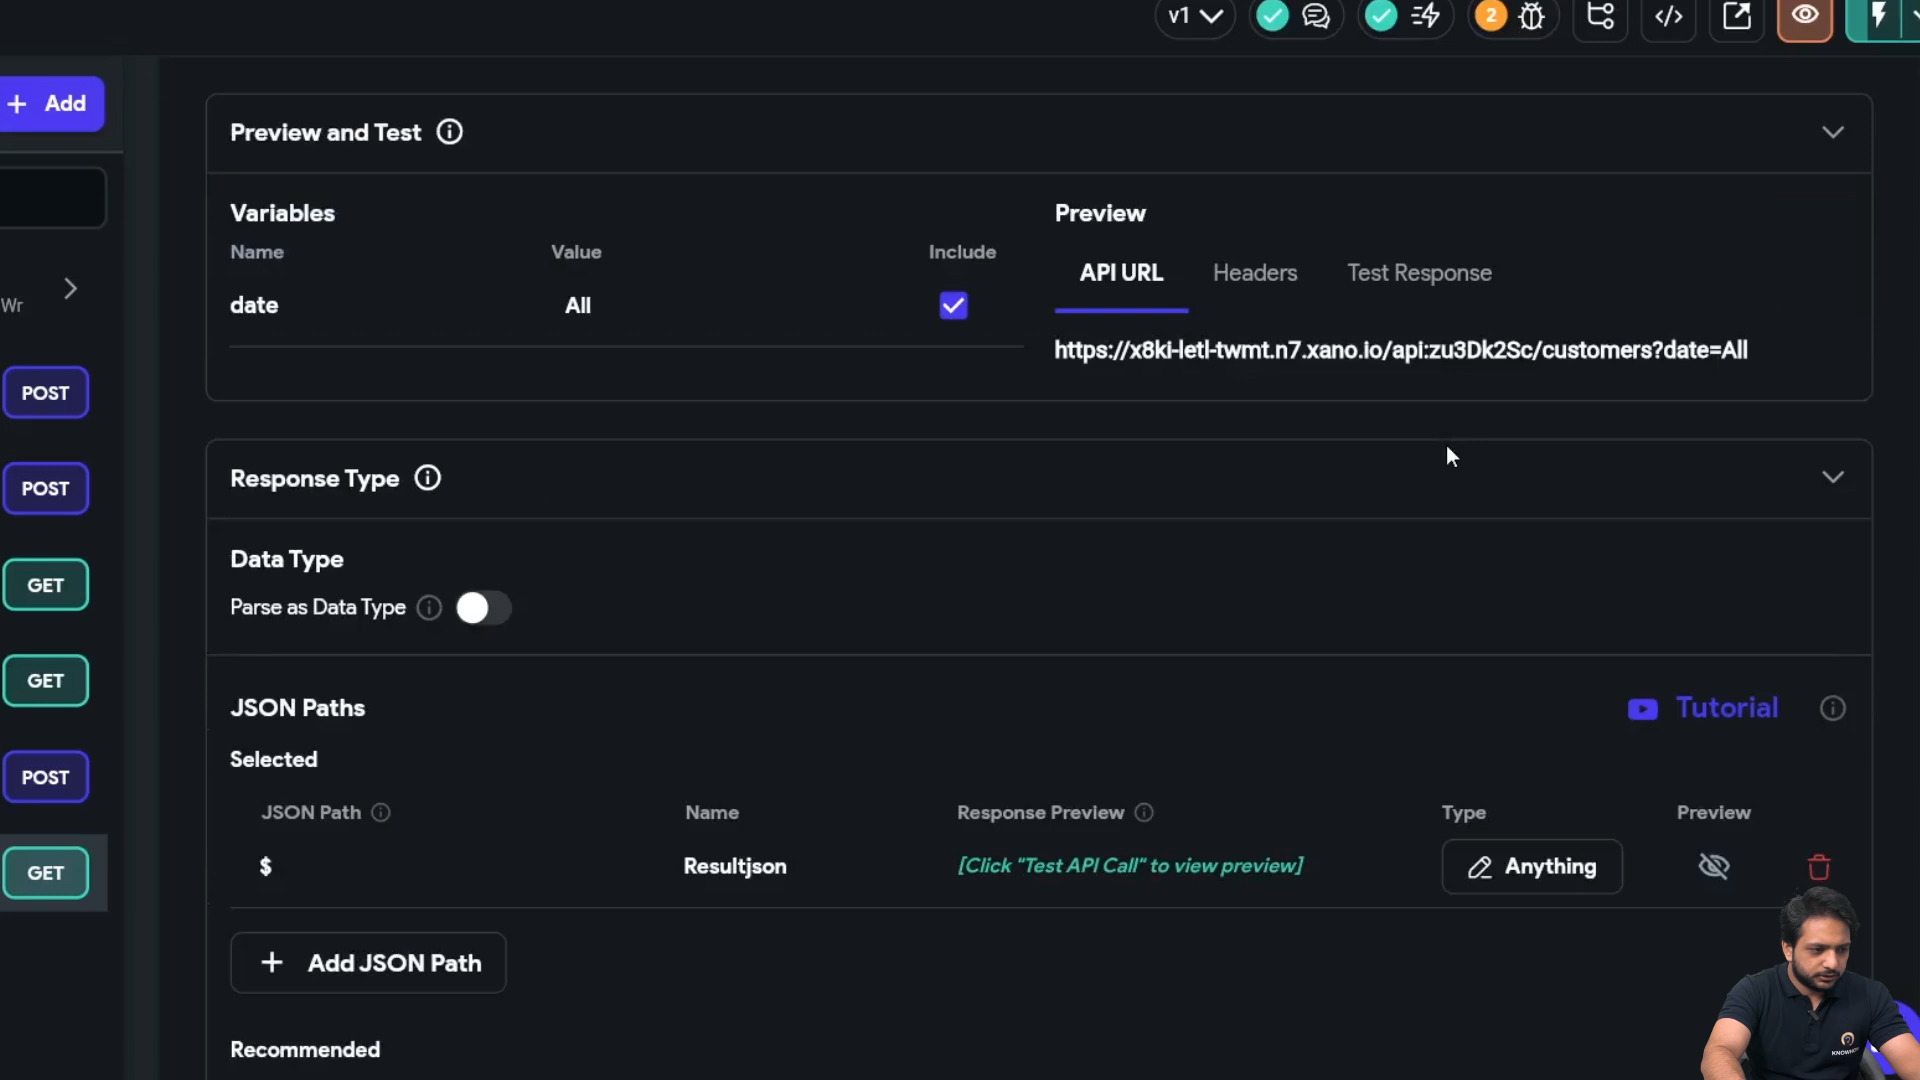 v1
2
+ Add
Preview and Test
Variables
Preview
Name
Value
Include
API URL
Headers
Test Response
Wr
date
All
https://x8ki-letl-twmt.n7.xano.io/api:zu3Dk2Sc/customers?date=All
POST
Response Type
POST
Data Type
GET
Parse as Data Type
GET
JSON Paths
Tutorial
Selected
POST
JSON Path
Name
Response Preview
Type
Preview
$
Resultjson
[Click "Test API Call" to view preview]
Anything
GET
+ Add JSON Path
Recommended